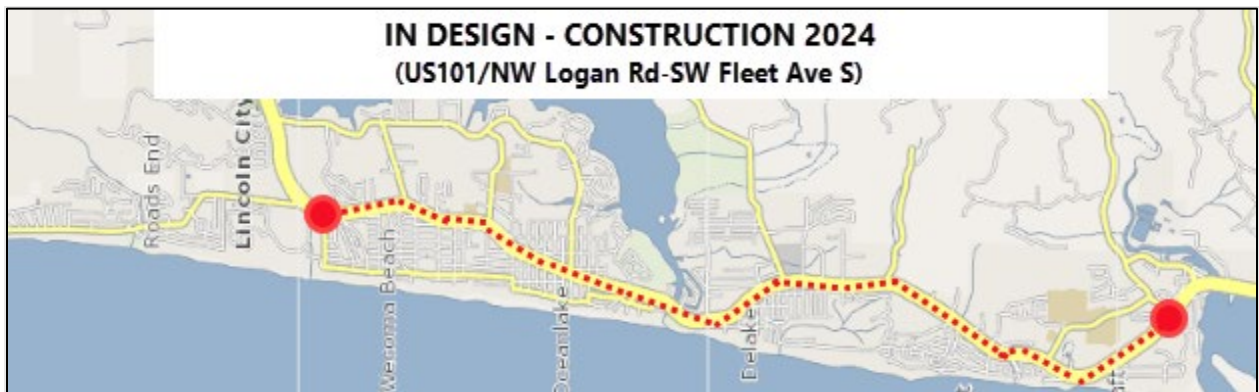 IN DESIGN - CONSTRUCTION 2024
(US101/NW Logan Rd-SW Fleet Ave S)
Roads End
Lincoln City
Wecoma Beach
Oceanlake
Delake